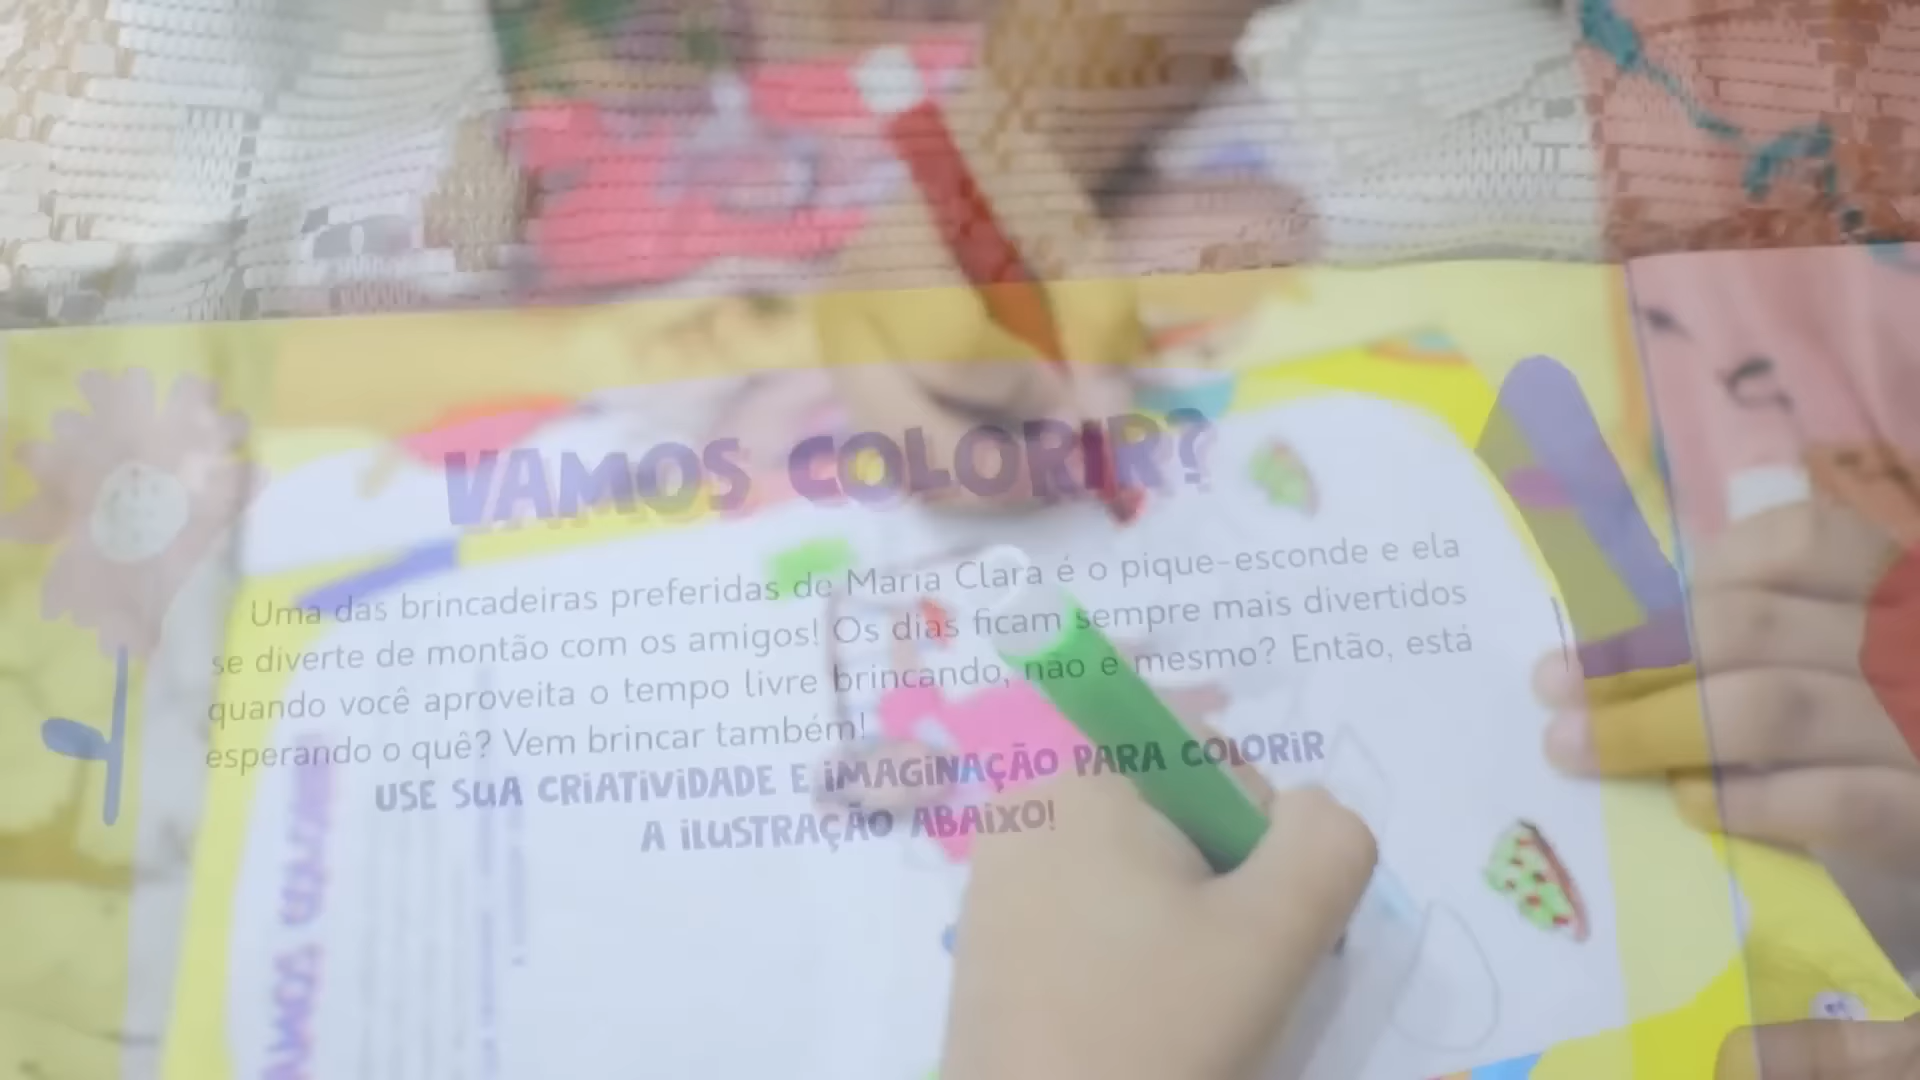 VAMOS COLORIR?
Uma das brincadeiras preferidas de Maria Clara é o pique-esconde e ela
se diverte de montão com os amigos! Os dias ficam sempre mais divertidos
quando você aproveita o tempo livre brincando, não é mesmo? Então, está
esperando o quê? Vem brincar também!
USE SUA CRIATIVIDADE E IMAGINAÇÃO PARA COLORIR
A ILUSTRAÇÃO ABAIXO!
VAMOS COLORIR?